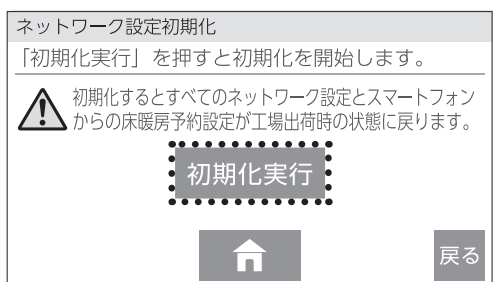 ネットワーク設定初期化
「初期化実行」を押すと初期化を開始します。
初期化するとすべてのネットワーク設定とスマートフォン
からの床暖房予約設定が工場出荷時の状態に戻ります。
初期化実行
戻る